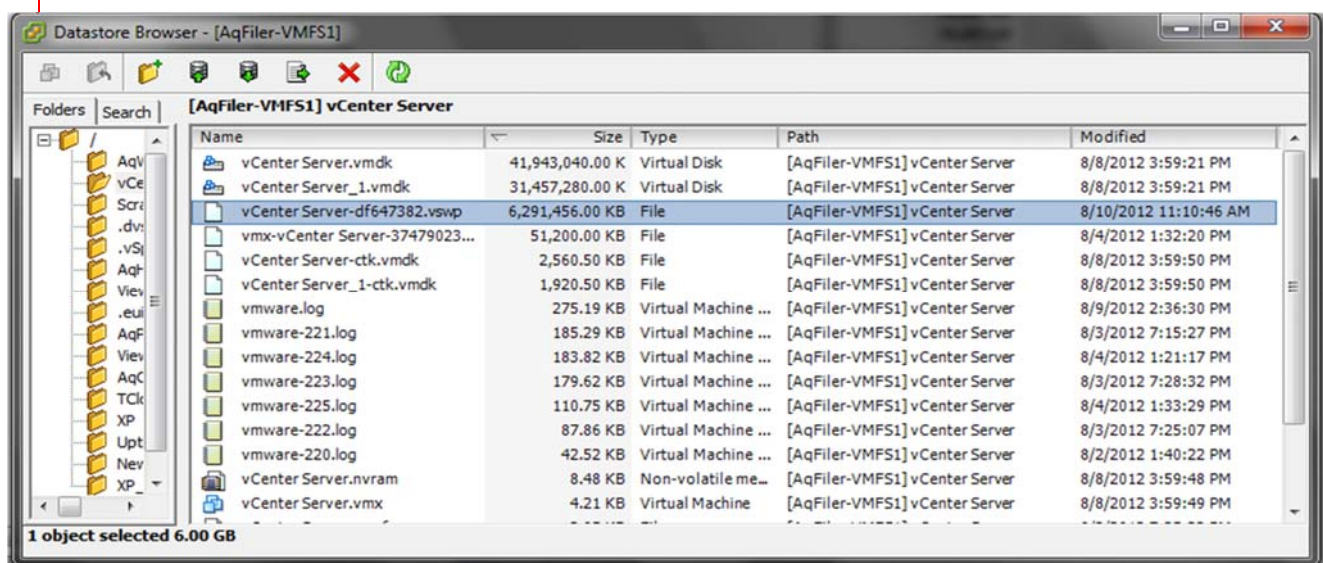 Datastore Browser - [AqFiler-VMFS1]
Folders Search [AqFiler-VMFS1] vCenter Server
/
AqV
vCe
Scra
.dv
.vSp
AqH
View
.eui
AqF
View
AqC
TClo
XP
Upt
New
XP_
Name Size Type Path Modified
vCenter Server.vmdk 41,943,040.00 K Virtual Disk [AqFiler-VMFS1] vCenter Server 8/8/2012 3:59:21 PM
vCenter Server_1.vmdk 31,457,280.00 K Virtual Disk [AqFiler-VMFS1] vCenter Server 8/8/2012 3:59:21 PM
vCenter Server-df647382.vswp 6,291,456.00 KB File [AqFiler-VMFS1] vCenter Server 8/10/2012 11:10:46 AM
vmx-vCenter Server-37479023... 51,200.00 KB File [AqFiler-VMFS1] vCenter Server 8/4/2012 1:32:20 PM
vCenter Server-ctk.vmdk 2,560.50 KB File [AqFiler-VMFS1] vCenter Server 8/8/2012 3:59:50 PM
vCenter Server_1-ctk.vmdk 1,920.50 KB File [AqFiler-VMFS1] vCenter Server 8/8/2012 3:59:50 PM
vmware.log 275.19 KB Virtual Machine ... [AqFiler-VMFS1] vCenter Server 8/9/2012 2:36:30 PM
vmware-221.log 185.29 KB Virtual Machine ... [AqFiler-VMFS1] vCenter Server 8/3/2012 7:15:27 PM
vmware-224.log 183.82 KB Virtual Machine ... [AqFiler-VMFS1] vCenter Server 8/4/2012 1:21:17 PM
vmware-223.log 179.62 KB Virtual Machine ... [AqFiler-VMFS1] vCenter Server 8/3/2012 7:28:32 PM
vmware-225.log 110.75 KB Virtual Machine ... [AqFiler-VMFS1] vCenter Server 8/4/2012 1:33:29 PM
vmware-222.log 87.86 KB Virtual Machine ... [AqFiler-VMFS1] vCenter Server 8/3/2012 7:25:07 PM
vmware-220.log 42.52 KB Virtual Machine ... [AqFiler-VMFS1] vCenter Server 8/2/2012 1:40:22 PM
vCenter Server.nvram 8.48 KB Non-volatile me... [AqFiler-VMFS1] vCenter Server 8/8/2012 3:59:48 PM
vCenter Server.vmx 4.21 KB Virtual Machine [AqFiler-VMFS1] vCenter Server 8/8/2012 3:59:49 PM
1 object selected 6.00 GB